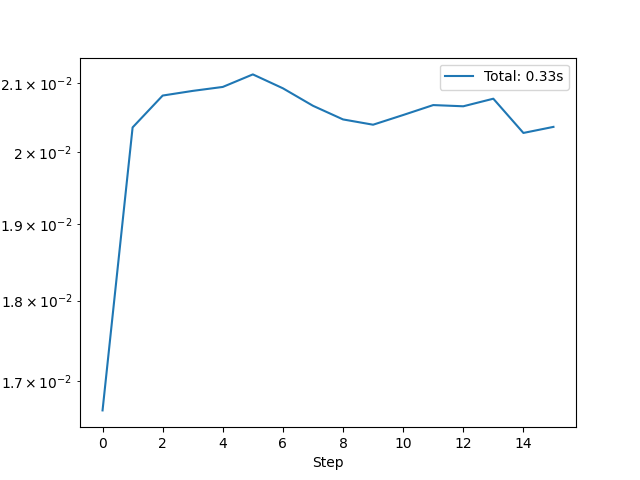 Total: 0.33s
2.1 × 10⁻²
2 × 10⁻²
1.9 × 10⁻²
1.8 × 10⁻²
1.7 × 10⁻²
0 2 4 6 8 10 12 14
Step